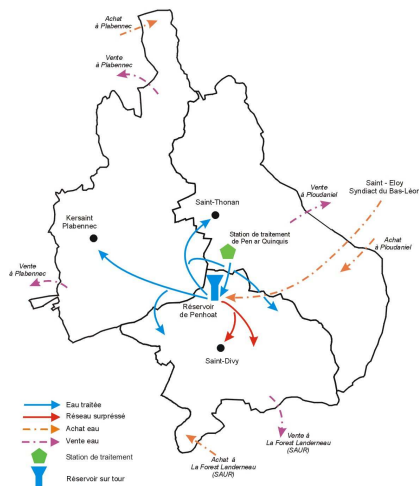 Achat
à Plabennec
Vente
à Plabennec
Saint-Thonan
Vente
à Ploudaniel
Saint - Eloy
Syndiact du Bas-Léon
Kersaint
Plabennec
Station de traitement
de Pen ar Quinquis
Achat
à Ploudaniel
Vente
à Plabennec
Réservoir
de Penhoat
Saint-Divy
Eau traitée
Réseau surpréssé
Achat eau
Vente eau
Station de traitement
Réservoir sur tour
Achat à
La Forest Landerneau
(SAUR)
Vente à
La Forest Landerneau
(SAUR)